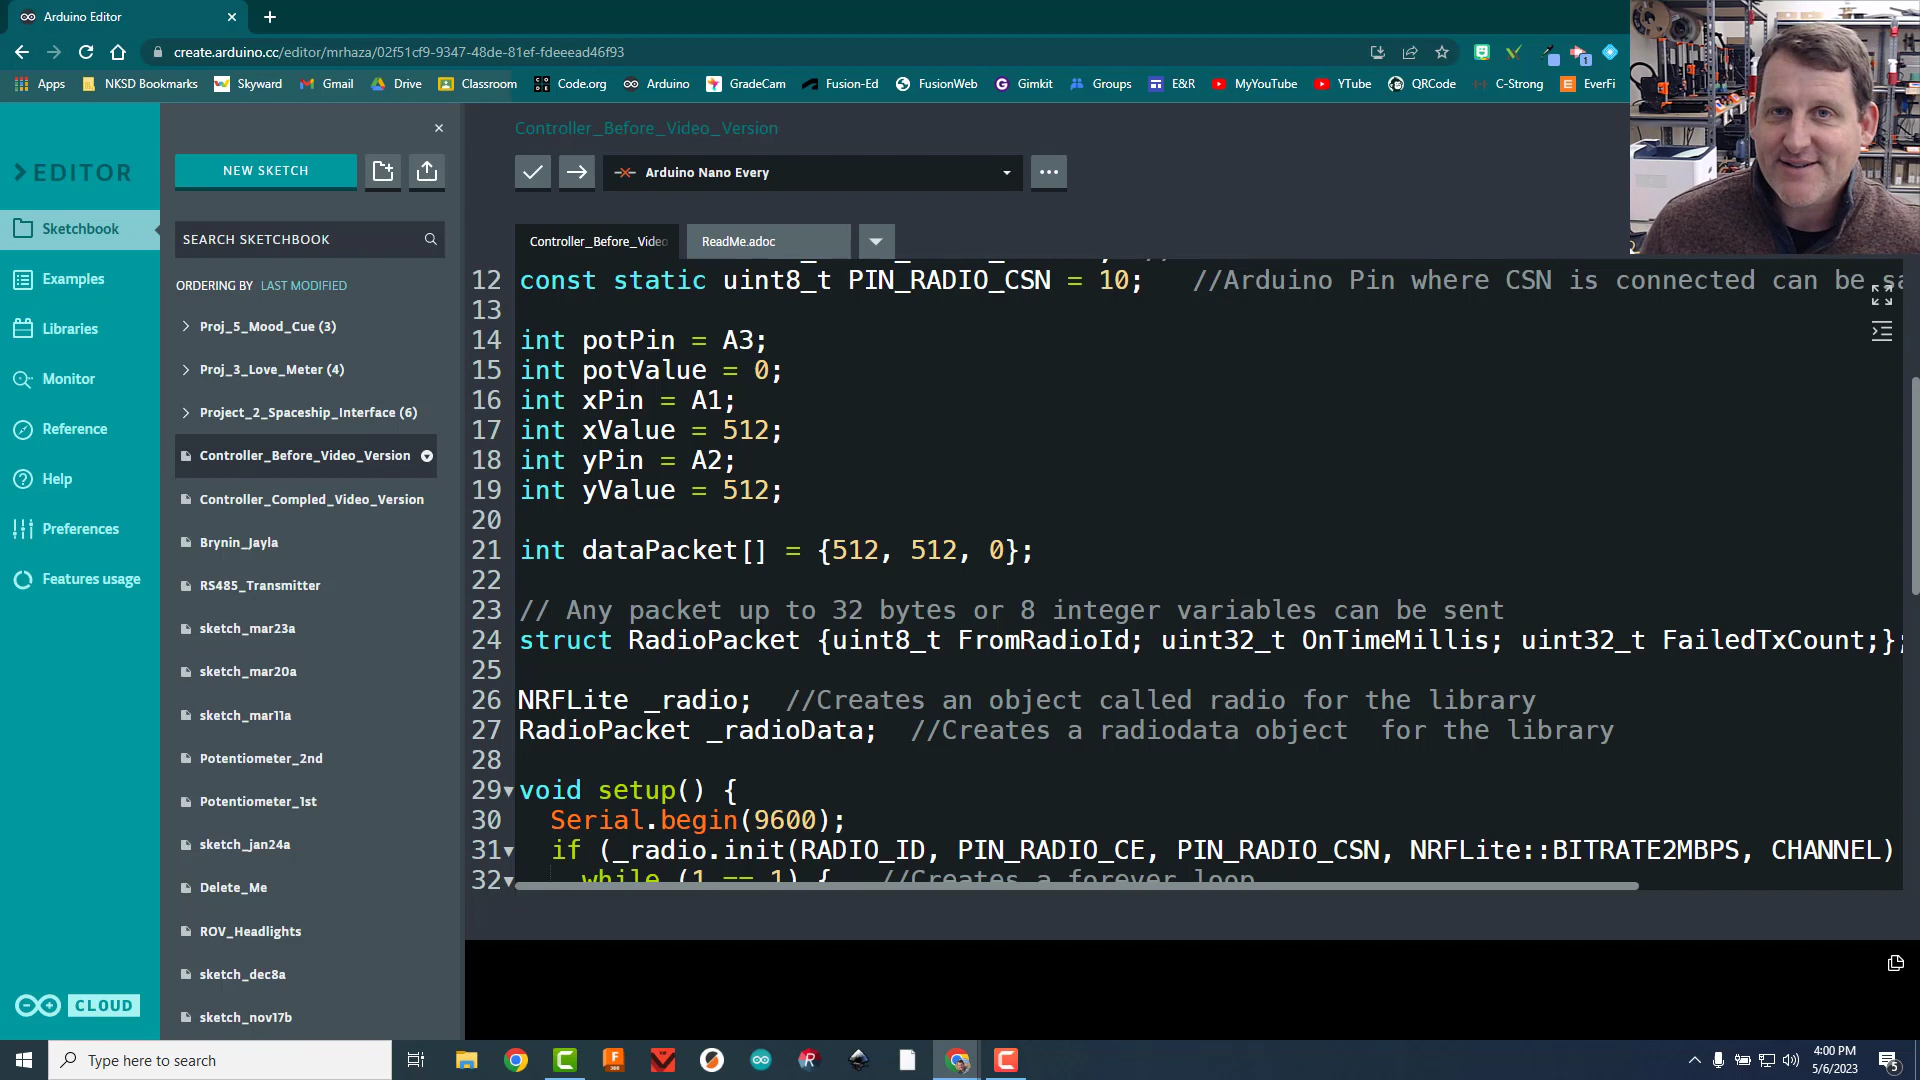 Arduino Editor
create.arduino.cc/editor/mrhaza/02f51cf9-9347-48de-81ef-fdeeead46f93
Apps
NKSD Bookmarks
Skyward
Gmail
Drive
Classroom
Code.org
Arduino
GradeCam
Fusion-Ed
FusionWeb
Gimkit
Groups
E&R
MyYouTube
YTube
QRCode
C-Strong
EverFi
EDITOR
Sketchbook
Examples
Libraries
Monitor
Reference
Help
Preferences
Features usage
CLOUD
NEW SKETCH
SEARCH SKETCHBOOK
ORDERING BY LAST MODIFIED
Proj_5_Mood_Cue (3)
Proj_3_Love_Meter (4)
Project_2_Spaceship_Interface (6)
Controller_Before_Video_Version
Controller_Compled_Video_Version
Brynin_Jayla
RS485_Transmitter
sketch_mar23a
sketch_mar20a
sketch_mar11a
Potentiometer_2nd
Potentiometer_1st
sketch_jan24a
Delete_Me
ROV_Headlights
sketch_dec8a
sketch_nov17b
Controller_Before_Video_Version
Arduino Nano Every
Controller_Before_Video
ReadMe.adoc
12 const static uint8_t PIN_RADIO_CSN = 10; //Arduino Pin where CSN is connected can be sa
13
14 int potPin = A3;
15 int potValue = 0;
16 int xPin = A1;
17 int xValue = 512;
18 int yPin = A2;
19 int yValue = 512;
20
21 int dataPacket[] = {512, 512, 0};
22
23 // Any packet up to 32 bytes or 8 integer variables can be sent
24 struct RadioPacket {uint8_t FromRadioId; uint32_t OnTimeMillis; uint32_t FailedTxCount;};
25
26 NRFLite _radio; //Creates an object called radio for the library
27 RadioPacket _radioData; //Creates a radiodata object for the library
28
29 void setup() {
30 Serial.begin(9600);
31 if (_radio.init(RADIO_ID, PIN_RADIO_CE, PIN_RADIO_CSN, NRFLite::BITRATE2MBPS, CHANNEL)
32 while (1 == 1) { //Creates a forever loop
Type here to search
4:00 PM
5/6/2023
5